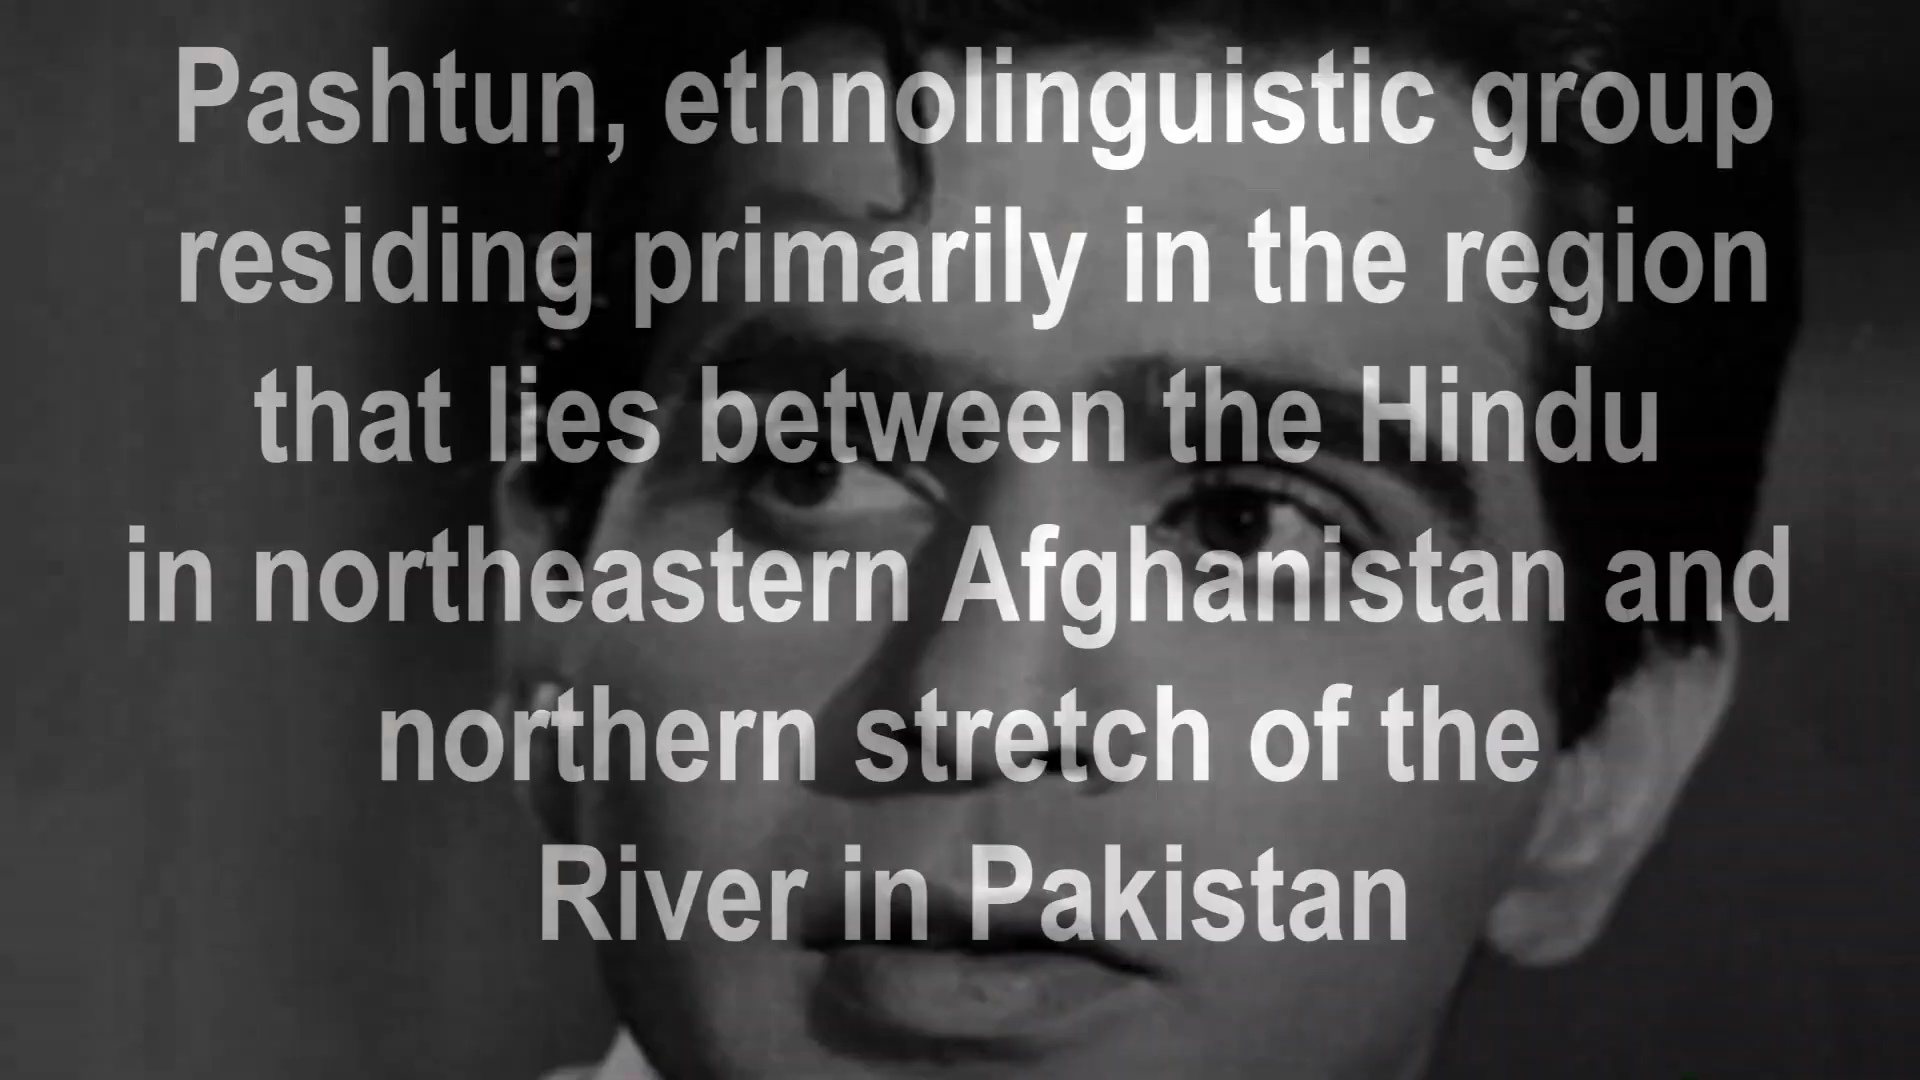 Pashtun, ethnolinguistic group
residing primarily in the region
that lies between the Hindu
in northeastern Afghanistan and
northern stretch of the
River in Pakistan